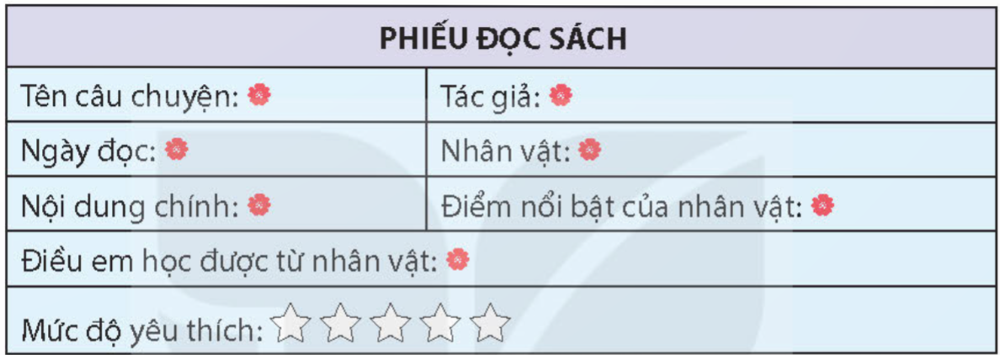 PHIẾU ĐỌC SÁCH
Tên câu chuyện:
Tác giả:
Ngày đọc:
Nhân vật:
Nội dung chính:
Điểm nổi bật của nhân vật:
Điều em học được từ nhân vật:
Mức độ yêu thích: